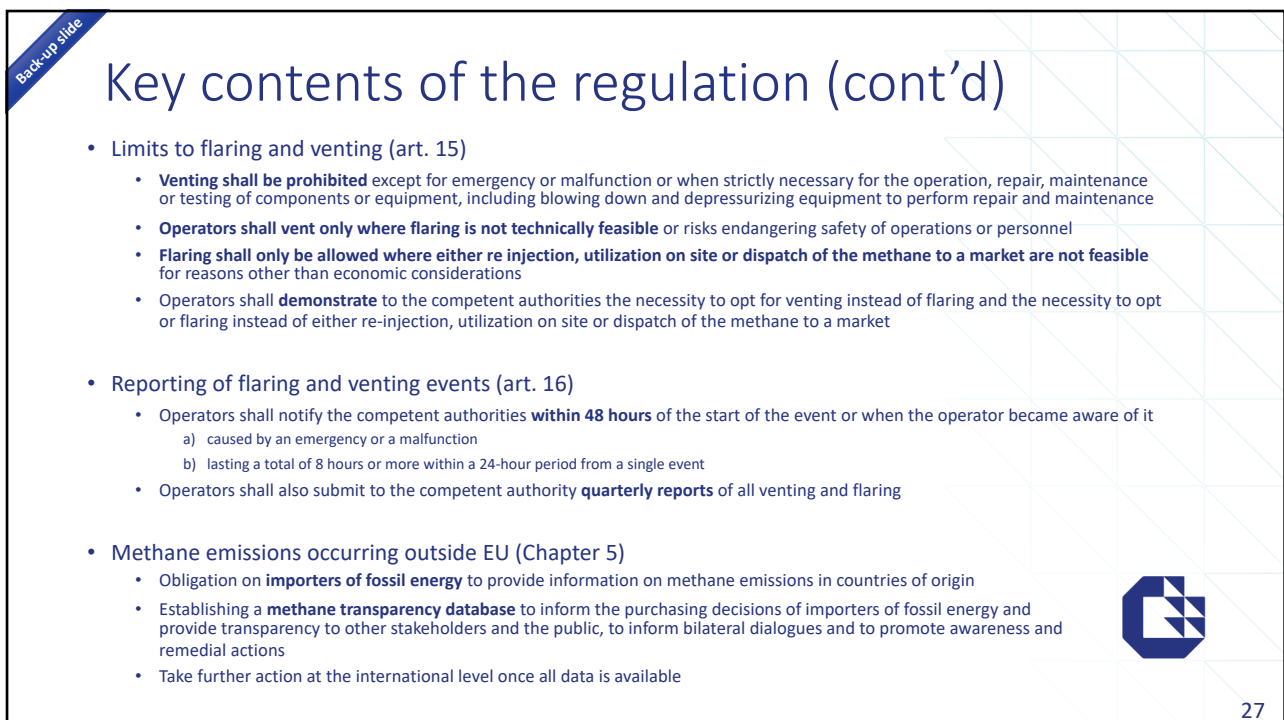 Back-up slide
Key contents of the regulation (cont’d)
• Limits to flaring and venting (art. 15)
• Venting shall be prohibited except for emergency or malfunction or when strictly necessary for the operation, repair, maintenance
or testing of components or equipment, including blowing down and depressurizing equipment to perform repair and maintenance
• Operators shall vent only where flaring is not technically feasible or risks endangering safety of operations or personnel
• Flaring shall only be allowed where either re injection, utilization on site or dispatch of the methane to a market are not feasible
for reasons other than economic considerations
• Operators shall demonstrate to the competent authorities the necessity to opt for venting instead of flaring and the necessity to opt
or flaring instead of either re-injection, utilization on site or dispatch of the methane to a market
• Reporting of flaring and venting events (art. 16)
• Operators shall notify the competent authorities within 48 hours of the start of the event or when the operator became aware of it
a) caused by an emergency or a malfunction
b) lasting a total of 8 hours or more within a 24-hour period from a single event
• Operators shall also submit to the competent authority quarterly reports of all venting and flaring
• Methane emissions occurring outside EU (Chapter 5)
• Obligation on importers of fossil energy to provide information on methane emissions in countries of origin
• Establishing a methane transparency database to inform the purchasing decisions of importers of fossil energy and
provide transparency to other stakeholders and the public, to inform bilateral dialogues and to promote awareness and
remedial actions
• Take further action at the international level once all data is available
27